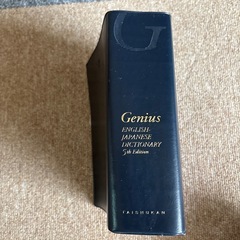 G
Genius
ENGLISH-
JAPANESE
DICTIONARY
5th Edition
TAISHUKAN